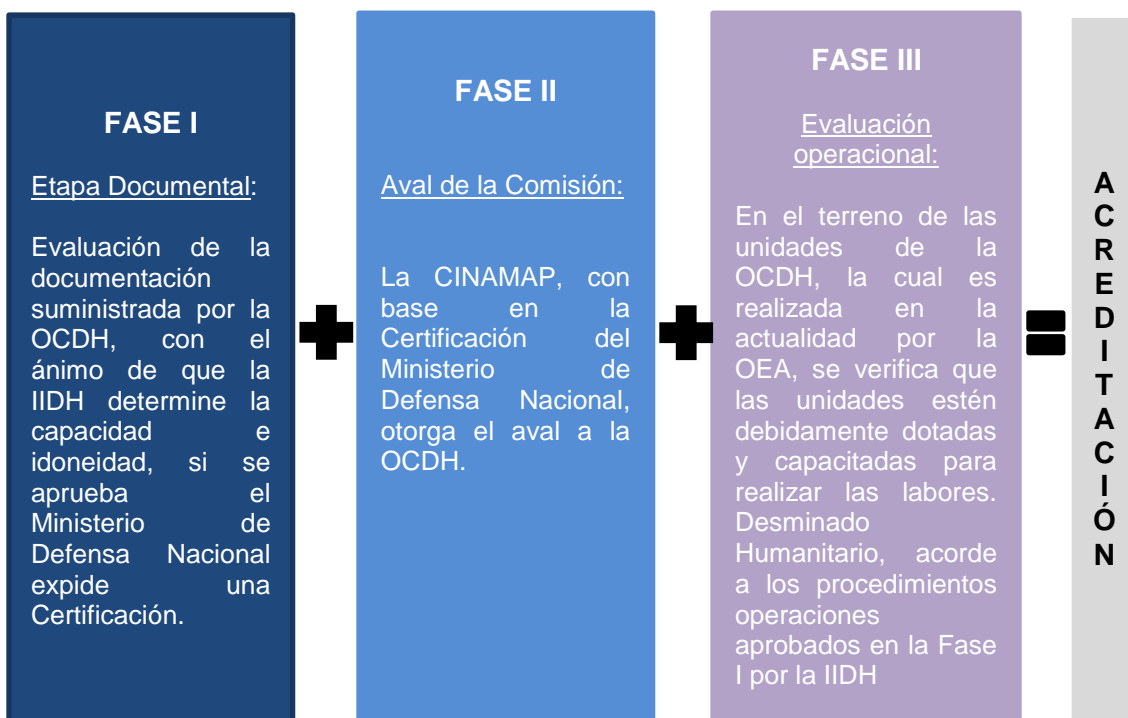 FASE I
Etapa Documental:
Evaluación de la
documentación
suministrada por la
OCDH, con el
ánimo de que la
IIDH determine la
capacidad e
idoneidad, si se
aprueba el
Ministerio de
Defensa Nacional
expide una
Certificación.
FASE II
Aval de la Comisión:
La CINAMAP, con
base en la
Certificación del
Ministerio de
Defensa Nacional,
otorga el aval a la
OCDH.
FASE III
Evaluación
operacional:
En el terreno de las
unidades de la
OCDH, la cual es
realizada en la
actualidad por la
OEA, se verifica que
las unidades estén
debidamente dotadas
y capacitadas para
realizar las labores.
Desminado
Humanitario, acorde
a los procedimientos
operaciones
aprobados en la Fase
I por la IIDH
A
C
R
E
D
I
T
A
C
I
Ó
N